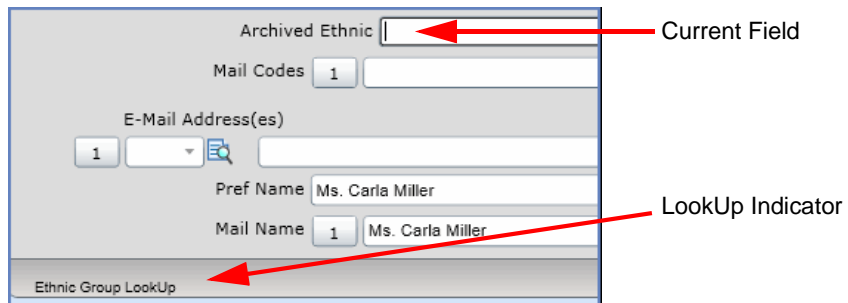 Archived Ethnic Current Field
Mail Codes 1
E-Mail Address(es)
1
Pref Name Ms. Carla Miller
Mail Name 1 Ms. Carla Miller
LookUp Indicator
Ethnic Group LookUp